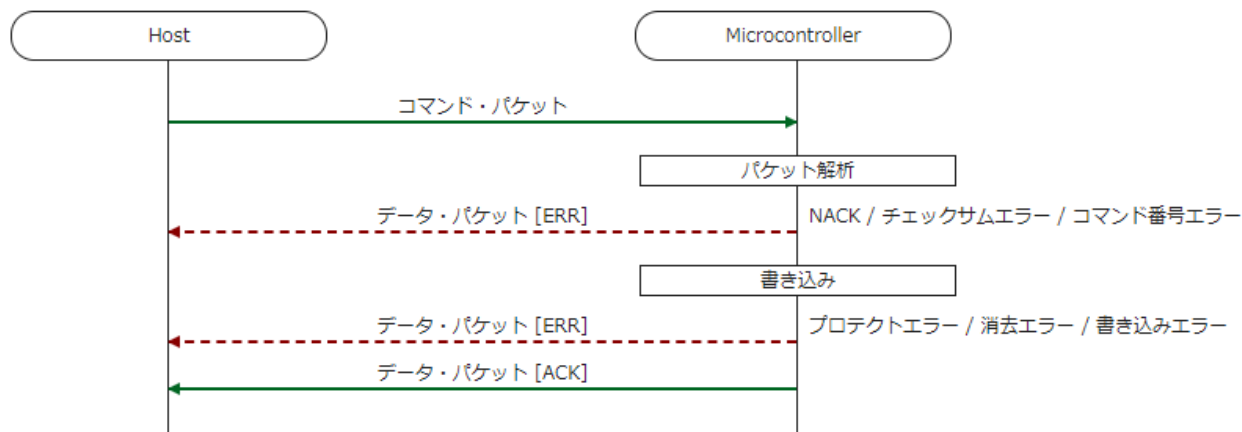 Host
Microcontroller
コマンド・パケット
パケット解析
データ・パケット [ERR]
NACK / チェックサムエラー / コマンド番号エラー
書き込み
データ・パケット [ERR]
プロテクトエラー / 消去エラー / 書き込みエラー
データ・パケット [ACK]